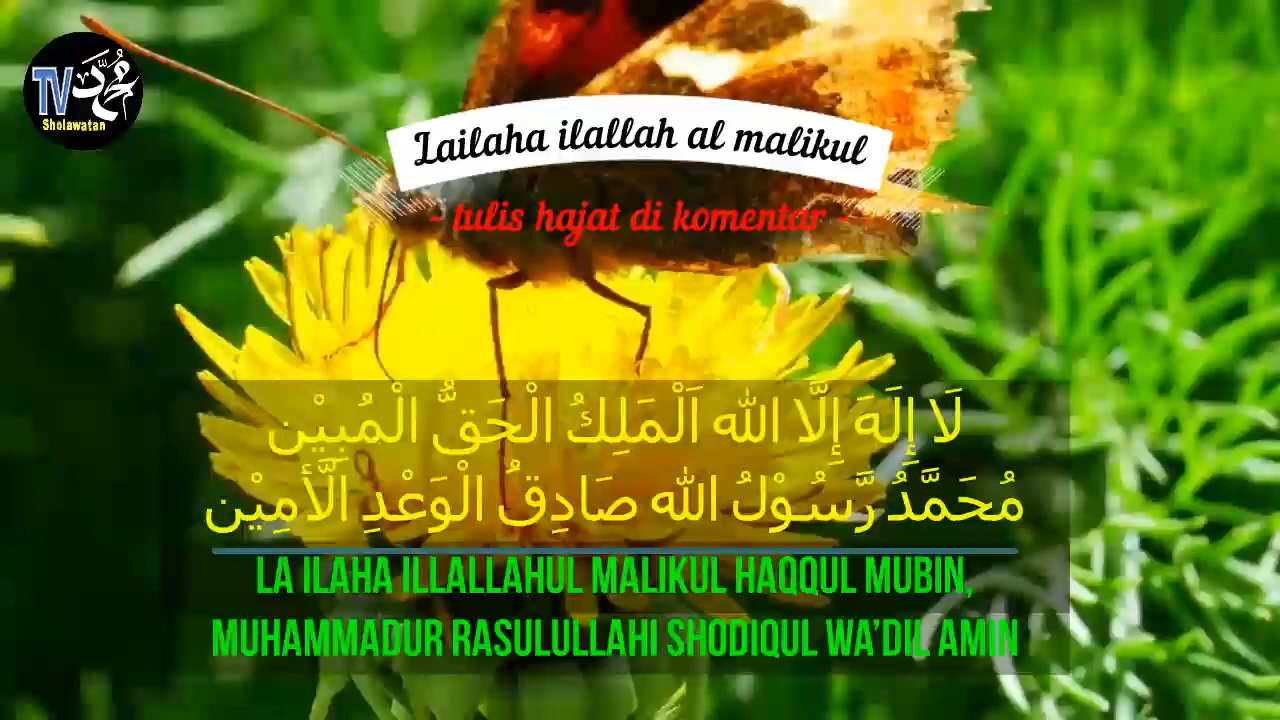 TV محمد
Sholawatan
Lailaha ilallah al malikul
- tulis hajat di komentar -
لَا إِلَهَ إِلَّا الله اَلْمَلِكُ الْحَقُّ الْمُبِيْن
مُحَمَّدُ رَّسُوْلُ الله صَادِقُ الْوَعْدِ الَّأَمِيْن
LA ILAHA ILLALLAHUL MALIKUL HAQQUL MUBIN,
MUHAMMADUR RASULULLAHI SHODIQUL WA'DIL AMIN